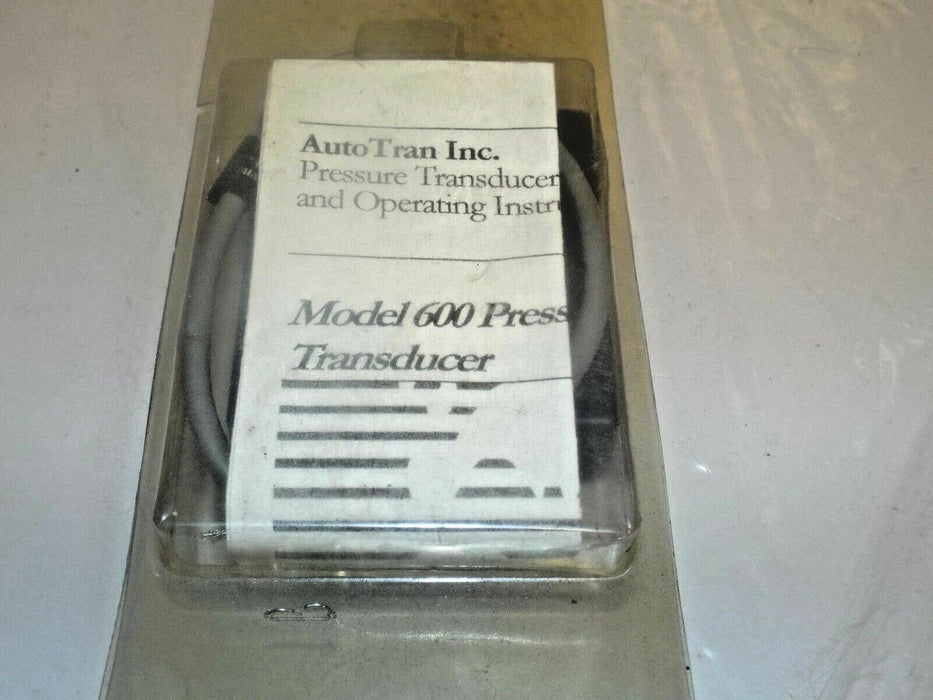 AutoTran Inc.
Pressure Transducer
and Operating Instru
Model 600 Press
Transducer